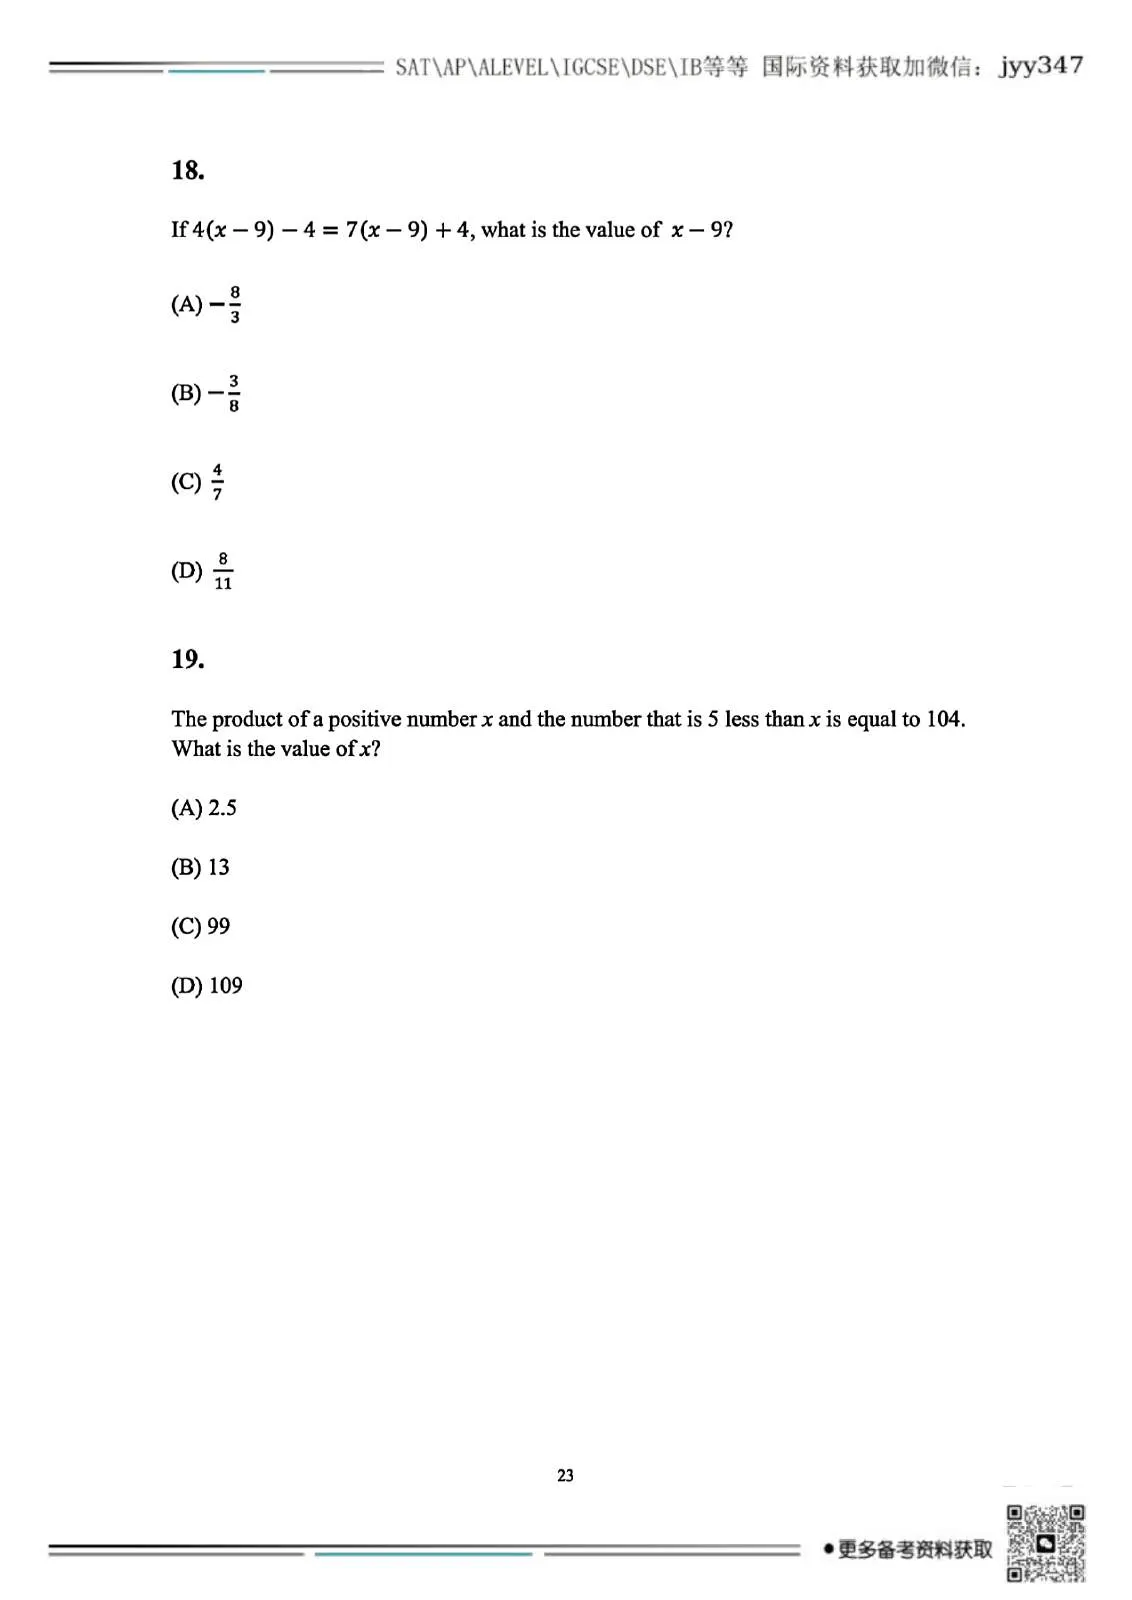 SAT\AP\ALEVEL\IGCSE\DSE\IB等等 国际资料获取加微信：jyy347
18.
If 4(x − 9) − 4 = 7(x − 9) + 4, what is the value of x − 9?
(A) −8/3
(B) −3/8
(C) 4/7
(D) 8/11
19.
The product of a positive number x and the number that is 5 less than x is equal to 104.
What is the value of x?
(A) 2.5
(B) 13
(C) 99
(D) 109
23
●更多备考资料获取